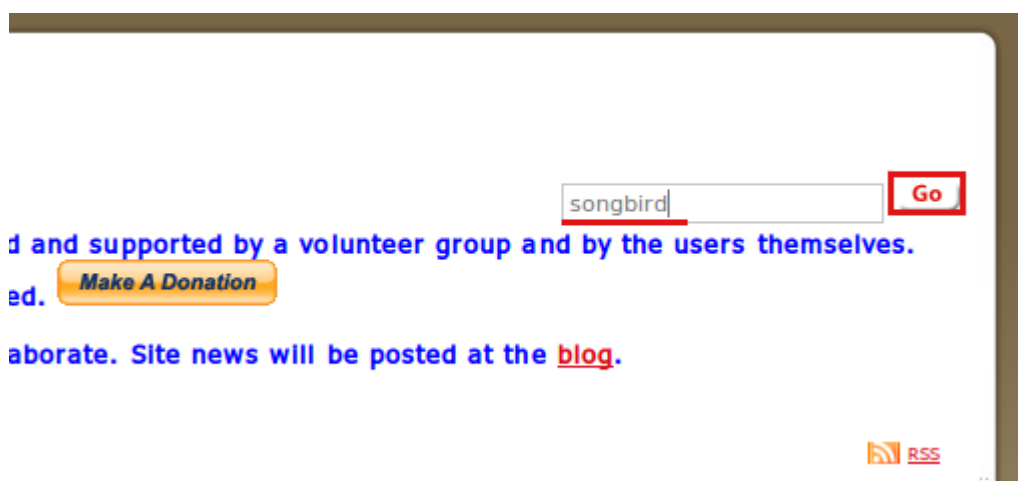 songbird
Go
d and supported by a volunteer group and by the users themselves.
ed. Make A Donation
aborate. Site news will be posted at the blog.
RSS